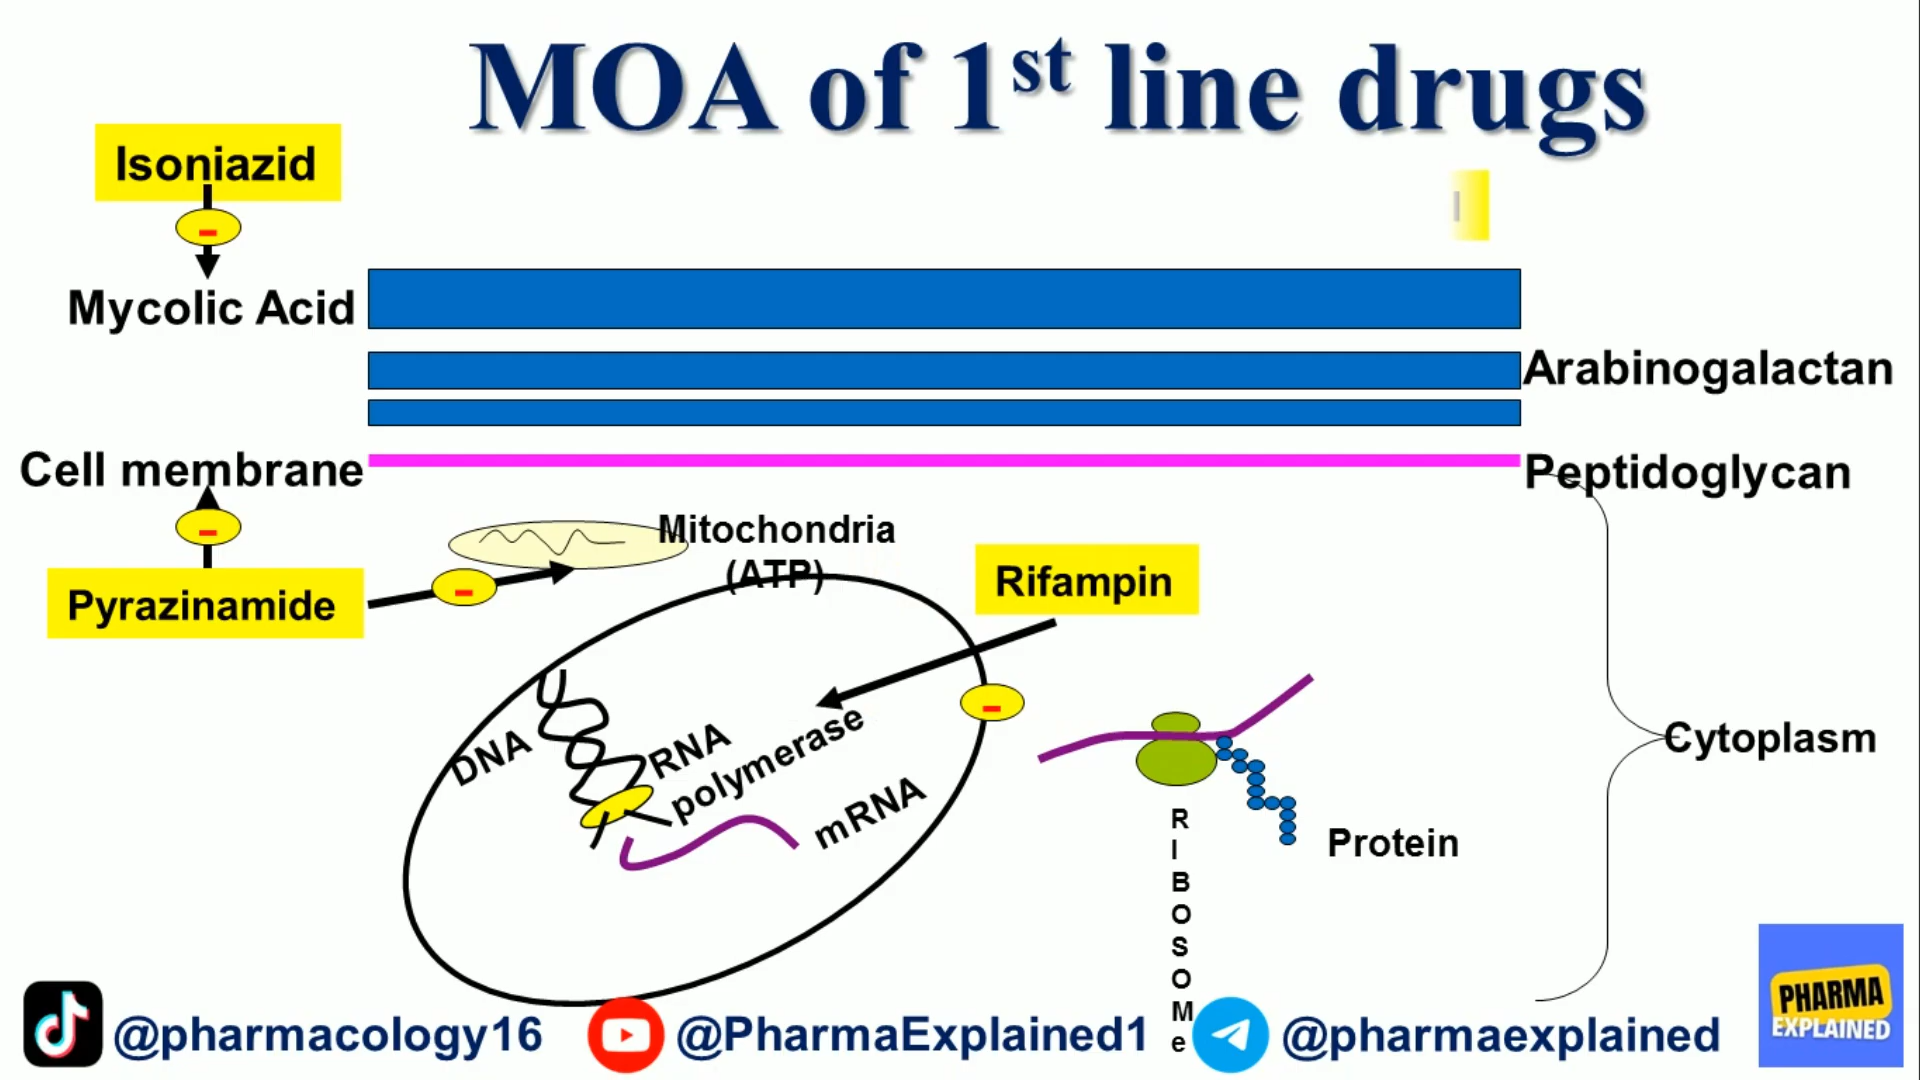 MOA of 1st line drugs
Isoniazid
-
Mycolic Acid
Arabinogalactan
Cell membrane
Peptidoglycan
-
Mitochondria
(ATP)
Pyrazinamide
-
Rifampin
-
DNA
RNA
polymerase
mRNA
RIBOSOMe
Protein
Cytoplasm
@pharmacology16
@PharmaExplained1
@pharmaexplained
PHARMA
EXPLAINED